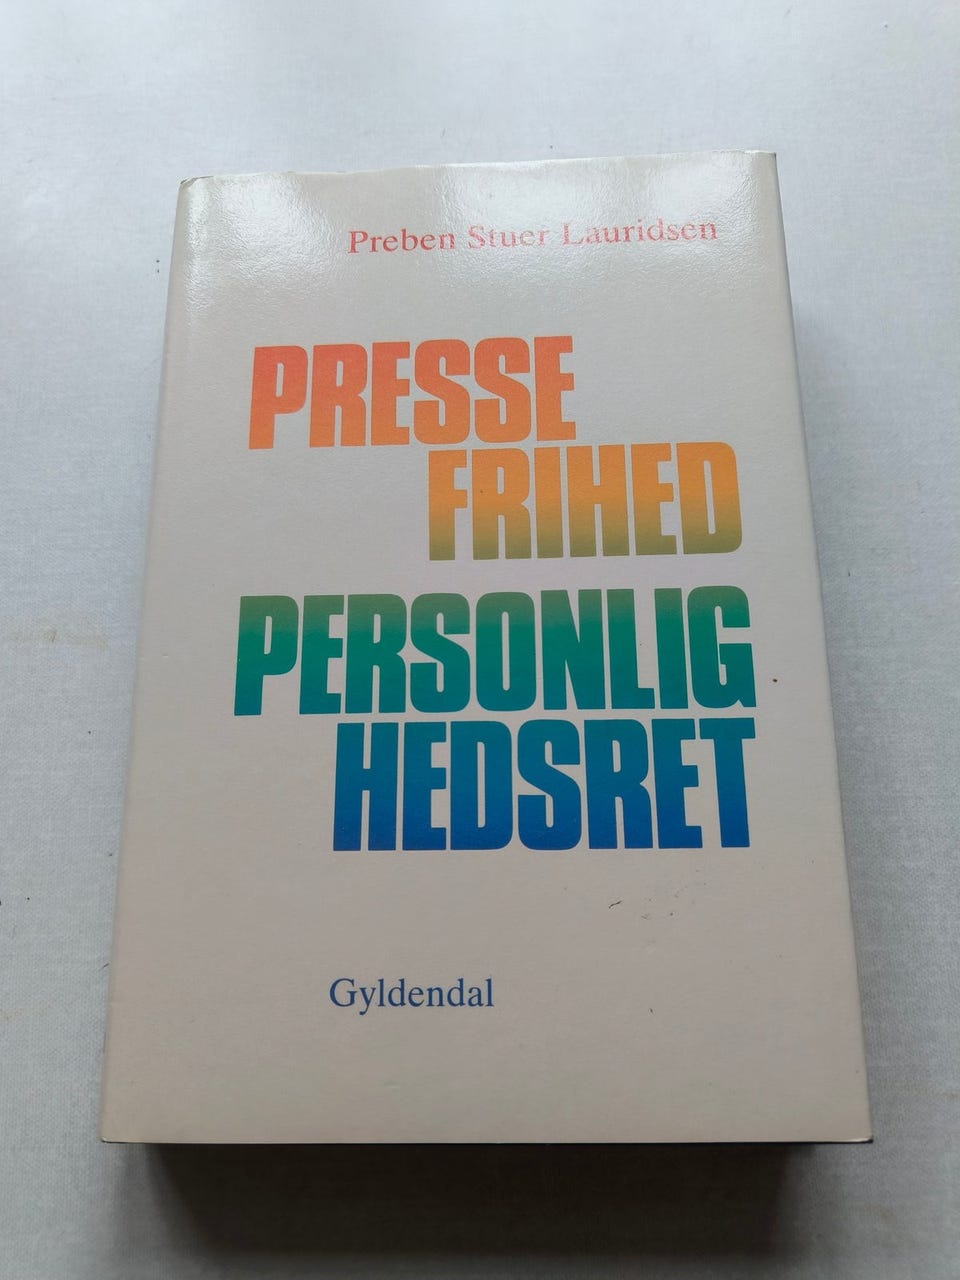 Preben Stuer Lauridsen
PRESSE
FRIHED
PERSONLIG
HEDSRET
Gyldendal